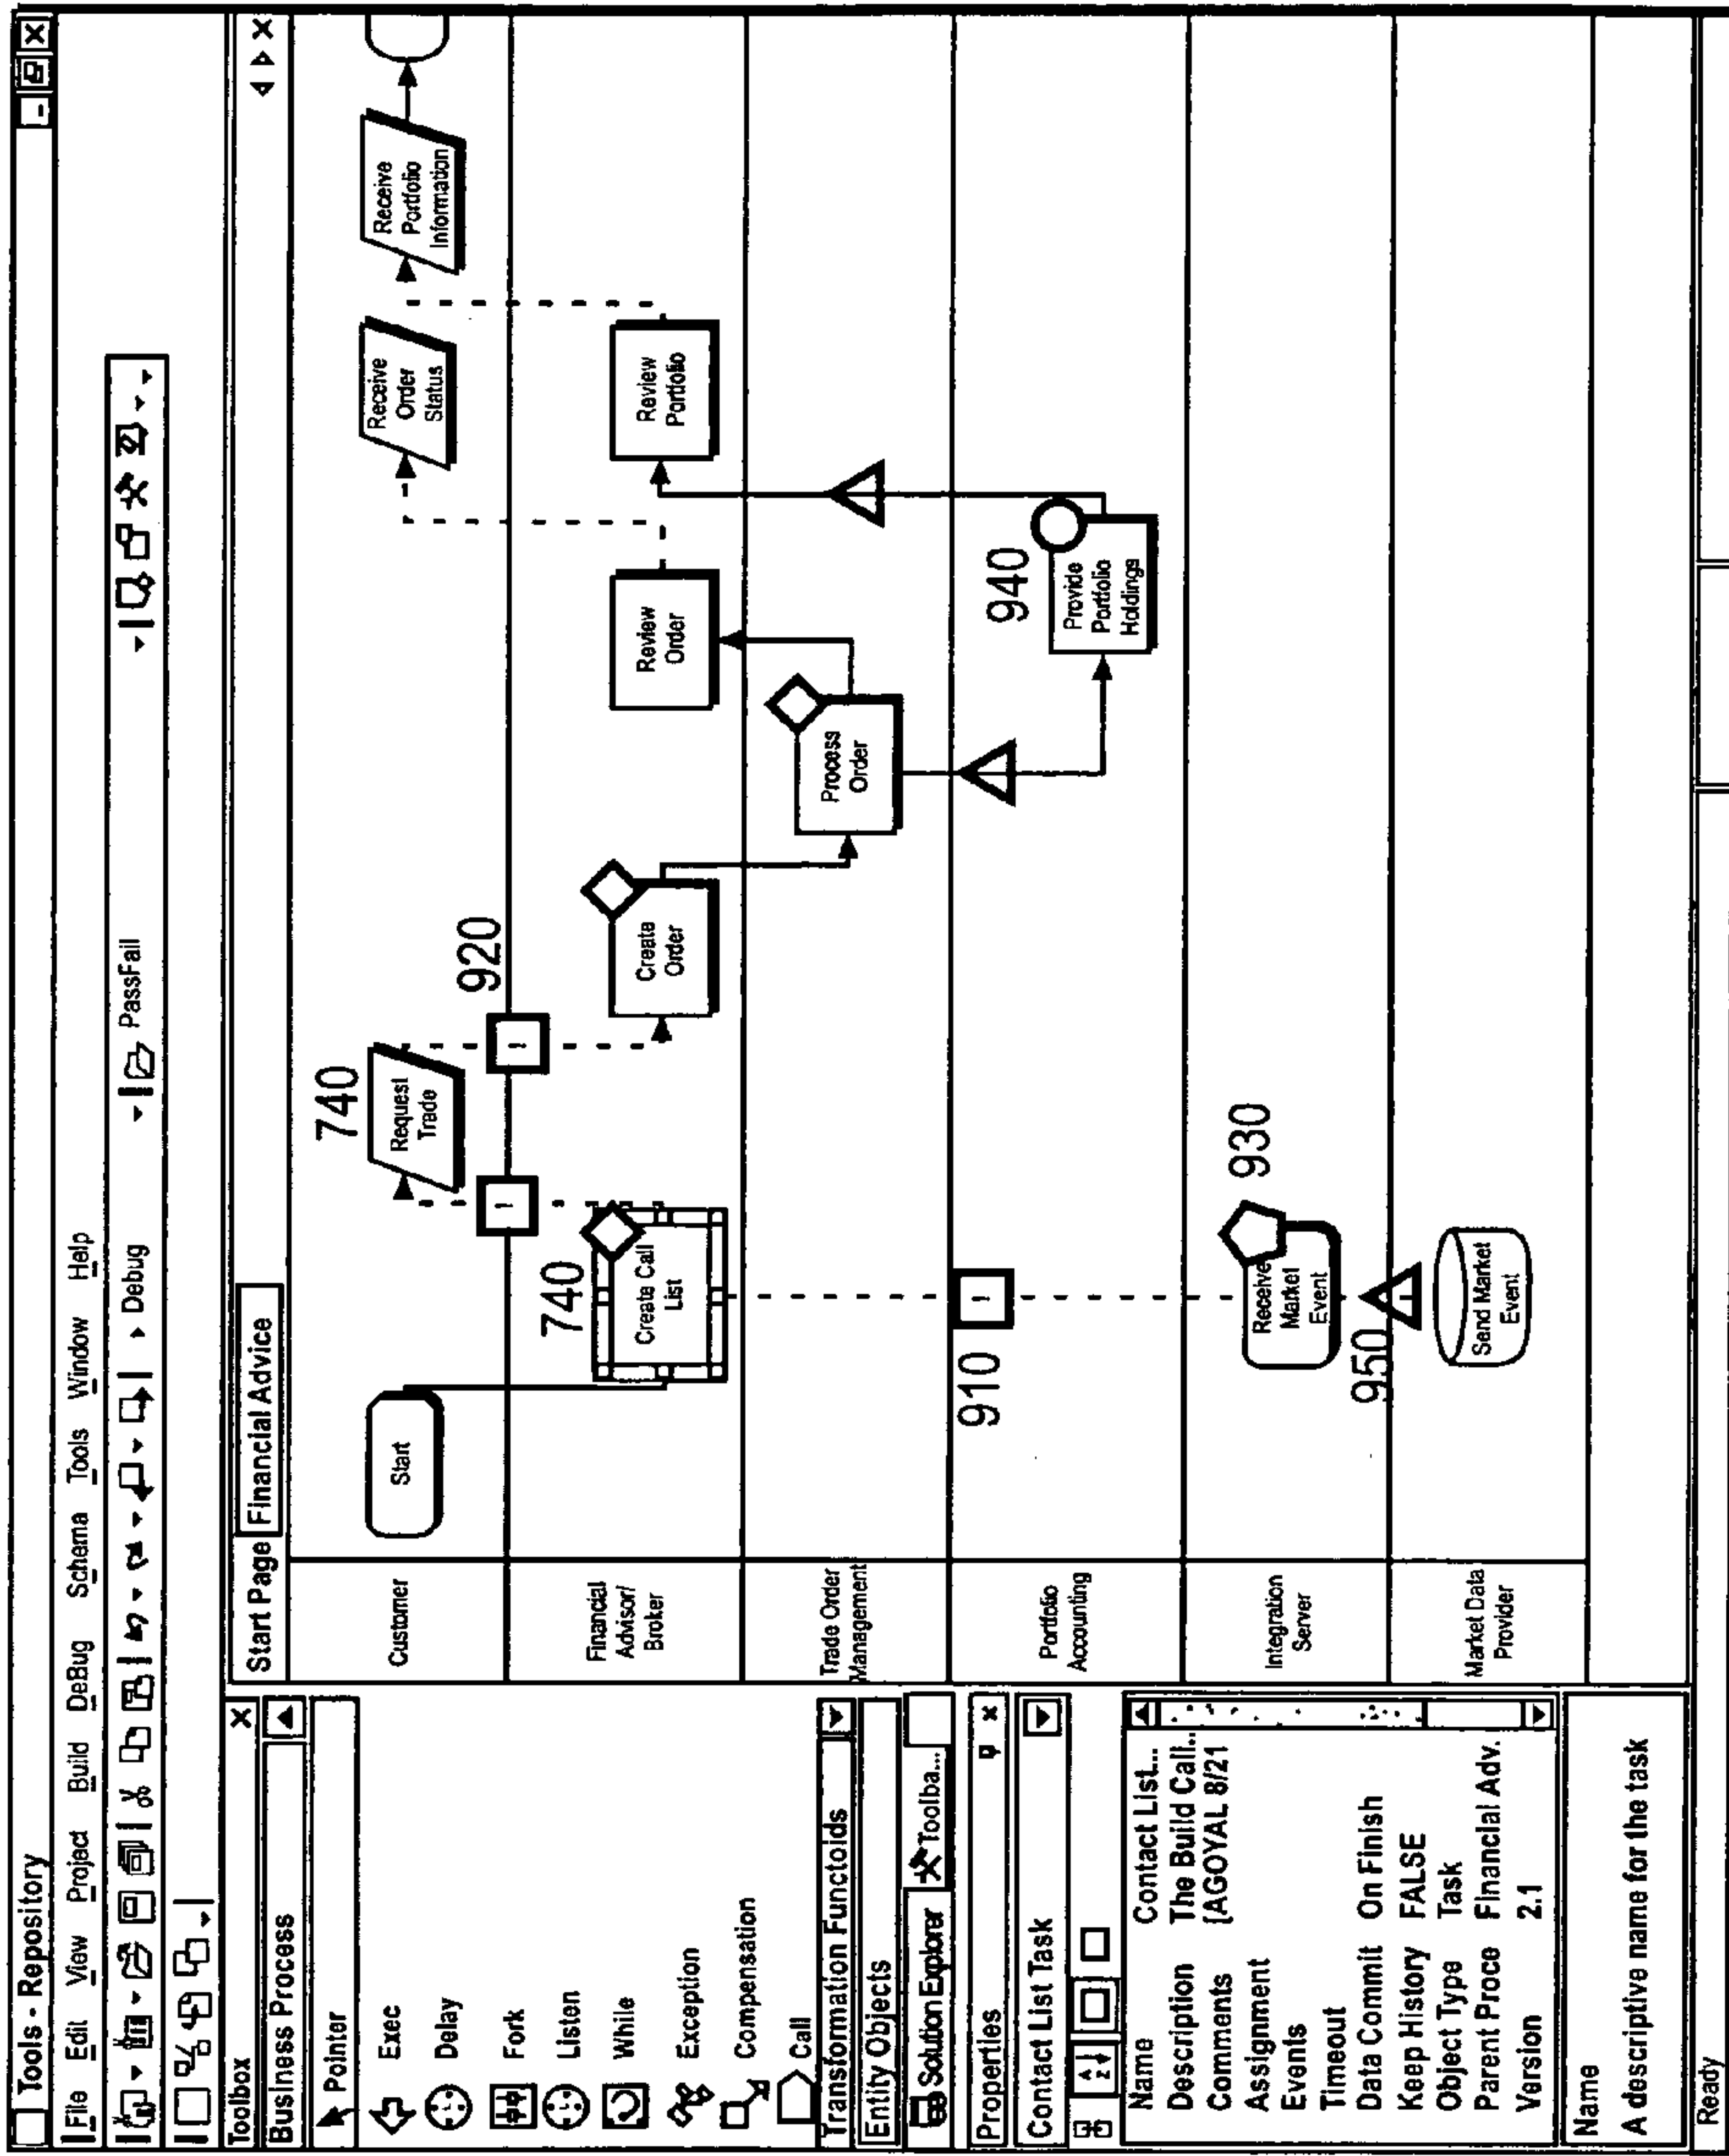 Tools - Repository
File Edit View Project Build DeBug Schema Tools Window Help
Debug
PassFail
Toolbox
Business Process
Pointer
Exec
Delay
Fork
Listen
While
Exception
Compensation
Call
Transformation Functoids
Entity Objects
Solution Explorer
Toolba...
Properties
Contact List Task
Name Contact List...
Description The Build Call..
Comments [AGOYAL 8/21
Assignment
Events
Timeout
Data Commit On Finish
Keep History FALSE
Object Type Task
Parent Proce Financial Adv.
Version 2.1
Name
A descriptive name for the task
Ready
Start Page
Financial Advice
Customer
Start
740
Request
Trade
920
Receive
Order
Status
Receive
Portfolio
Information
Financial
Advisor/
Broker
740
Create Call
List
Create
Order
Review
Order
Review
Portfolio
Trade Order
Management
Process
Order
Portfolio
Accounting
910
940
Provide
Portfolio
Holdings
Integration
Server
Receive
Market
Event
930
950
Market Data
Provider
Send Market
Event